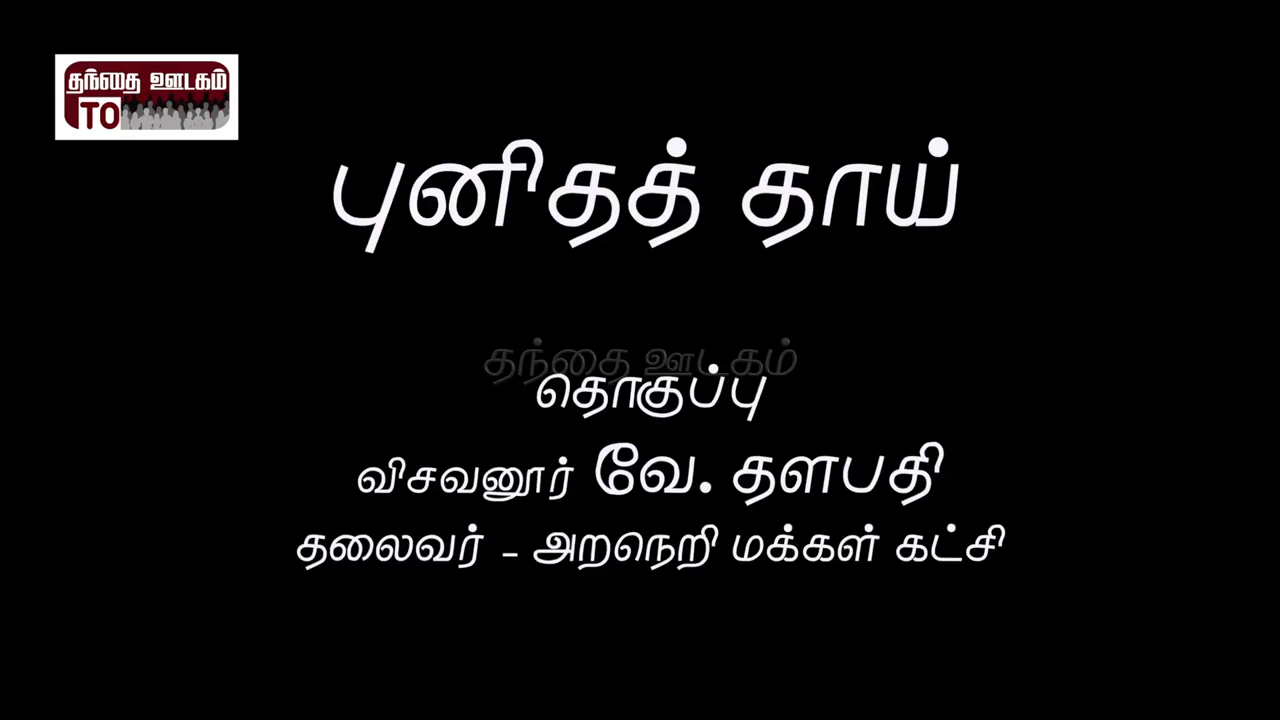 தந்தை ஊடகம்
TO
புனிதத் தாய்
தந்தை ஊடகம்
தொகுப்பு
விசவனூர் வே. தளபதி
தலைவர் - அறநெறி மக்கள் கட்சி